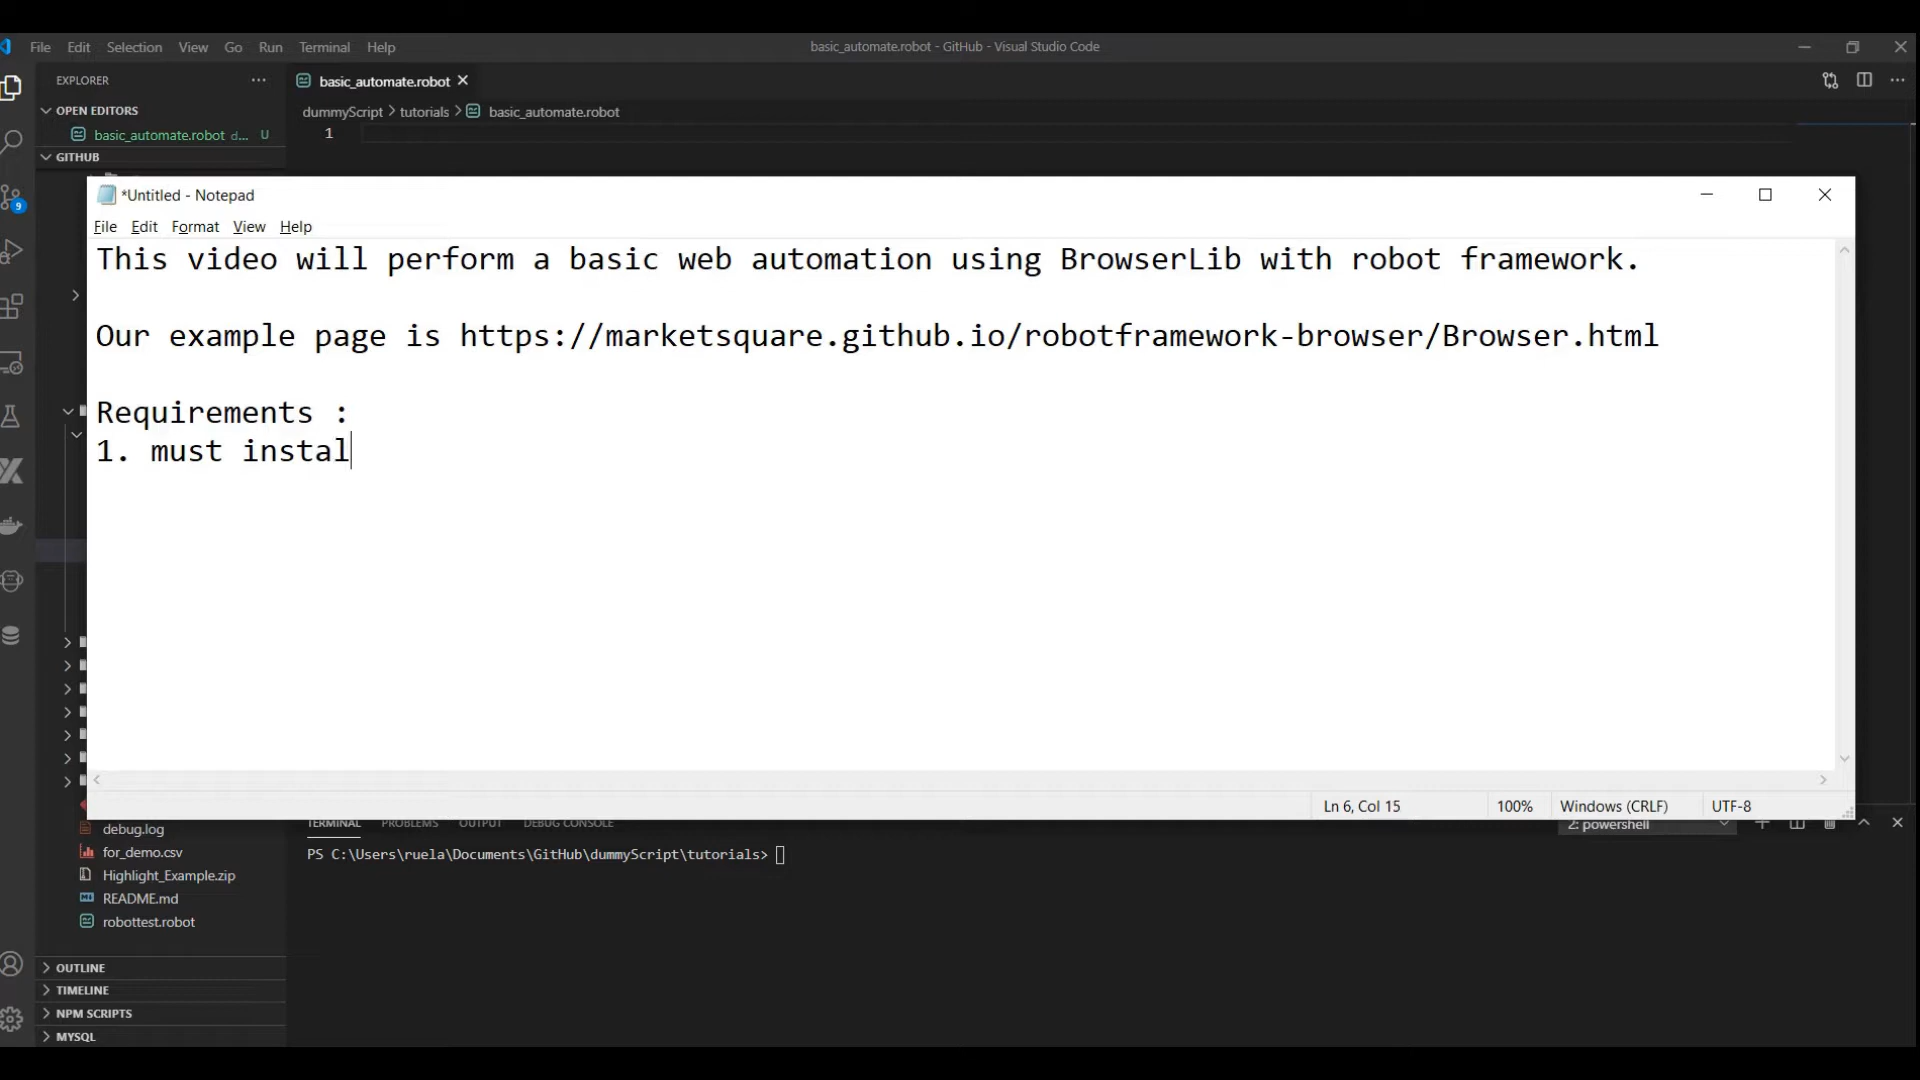 File Edit Selection View Go Run Terminal Help
basic_automate.robot - GitHub - Visual Studio Code
EXPLORER
basic_automate.robot
OPEN EDITORS
dummyScript > tutorials > basic_automate.robot
basic_automate.robot d... U
1
GITHUB
9
*Untitled - Notepad
File Edit Format View Help
This video will perform a basic web automation using BrowserLib with robot framework.
Our example page is https://marketsquare.github.io/robotframework-browser/Browser.html
Requirements :
1. must instal
Ln 6, Col 15
100%
Windows (CRLF)
UTF-8
TERMINAL PROBLEMS OUTPUT DEBUG CONSOLE
2: powershell
debug.log
for_demo.csv
Highlight_Example.zip
README.md
robottest.robot
PS C:\Users\ruela\Documents\GitHub\dummyScript\tutorials>
OUTLINE
TIMELINE
NPM SCRIPTS
MYSQL